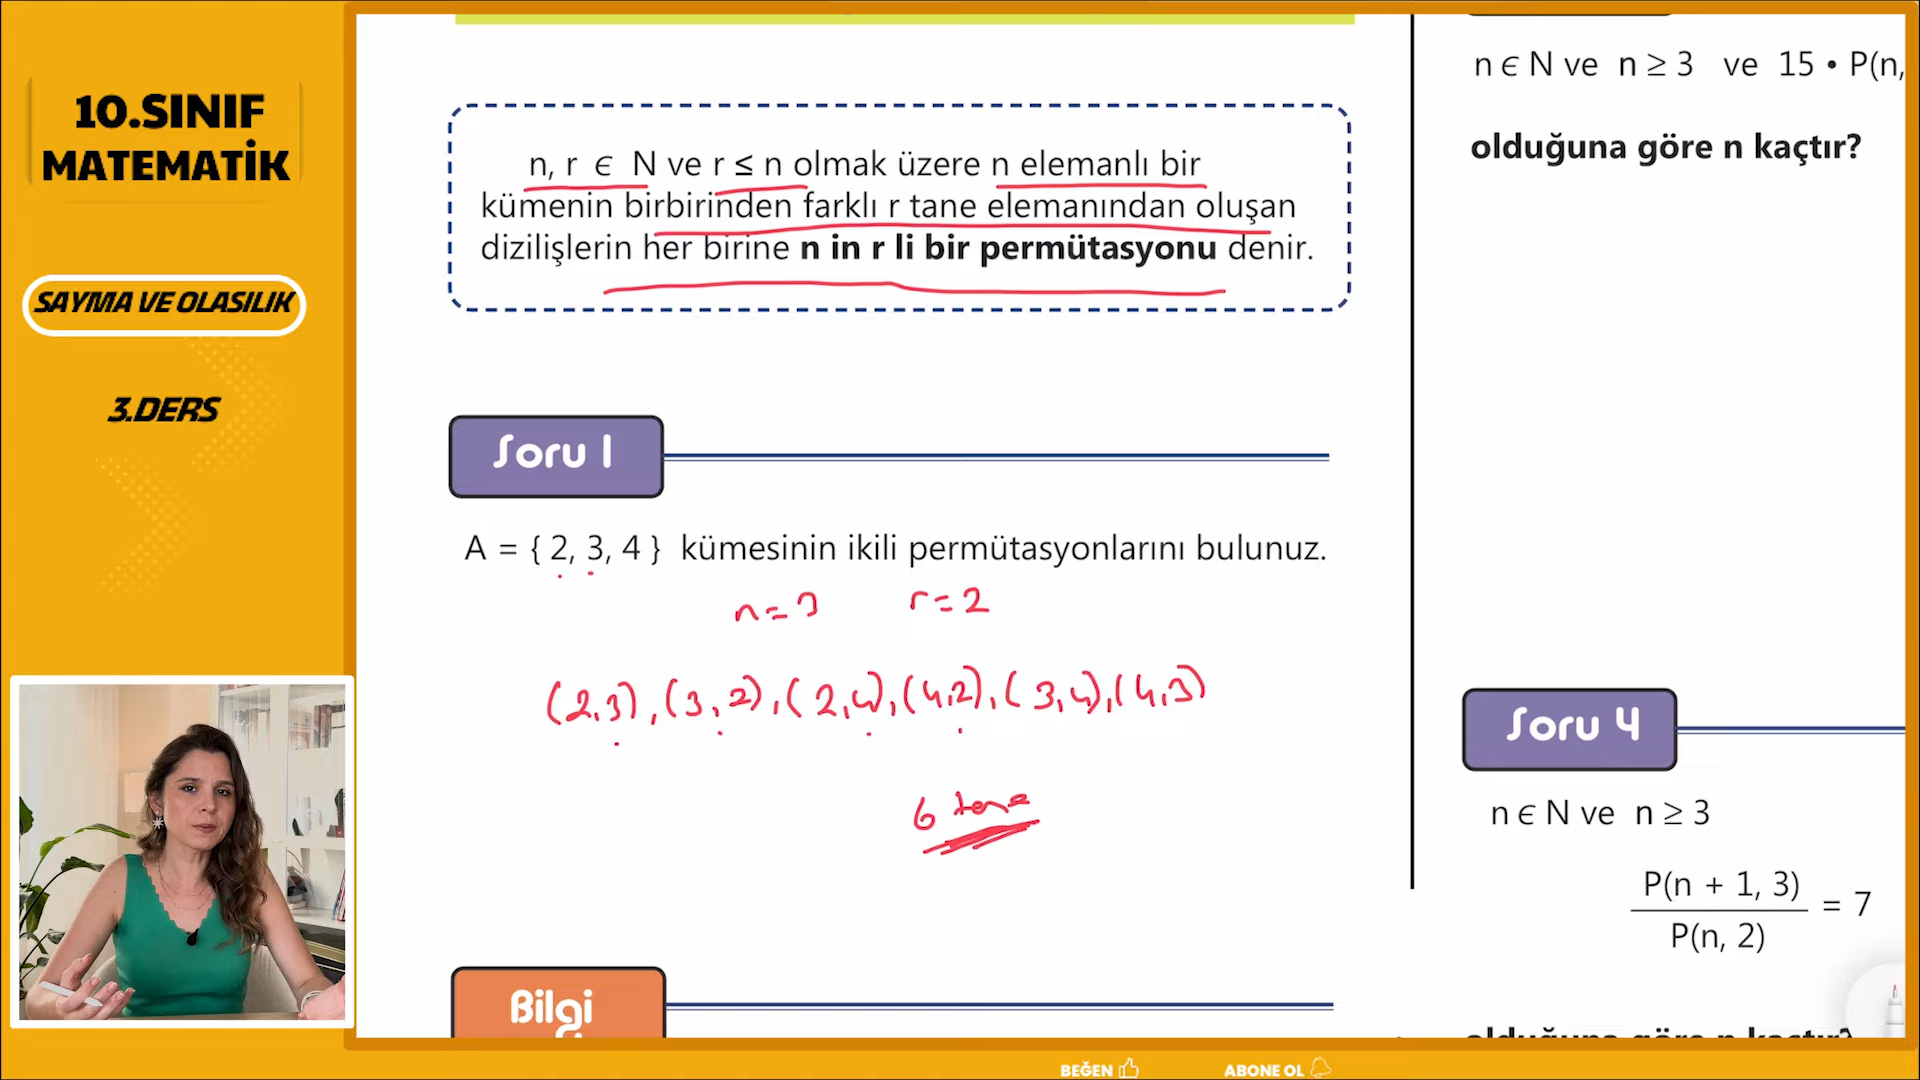 10.SINIF
MATEMATİK
SAYMA VE OLASILIK
3.DERS
n, r ϵ N ve r ≤ n olmak üzere n elemanlı bir
kümenin birbirinden farklı r tane elemanından oluşan
dizilişlerin her birine n in r li bir permütasyonu denir.
Soru 1
A = { 2, 3, 4 } kümesinin ikili permütasyonlarını bulunuz.
n=3 r=2
(2,3),(3,2),(2,4),(4,2),(3,4),(4,3)
6 tane
Bilgi
n ϵ N ve n ≥ 3 ve 15 • P(n,
olduğuna göre n kaçtır?
Soru 4
n ϵ N ve n ≥ 3
P(n + 1, 3)
= 7
P(n, 2)
olduğuna göre n kaçtır?
BEĞEN
ABONE OL